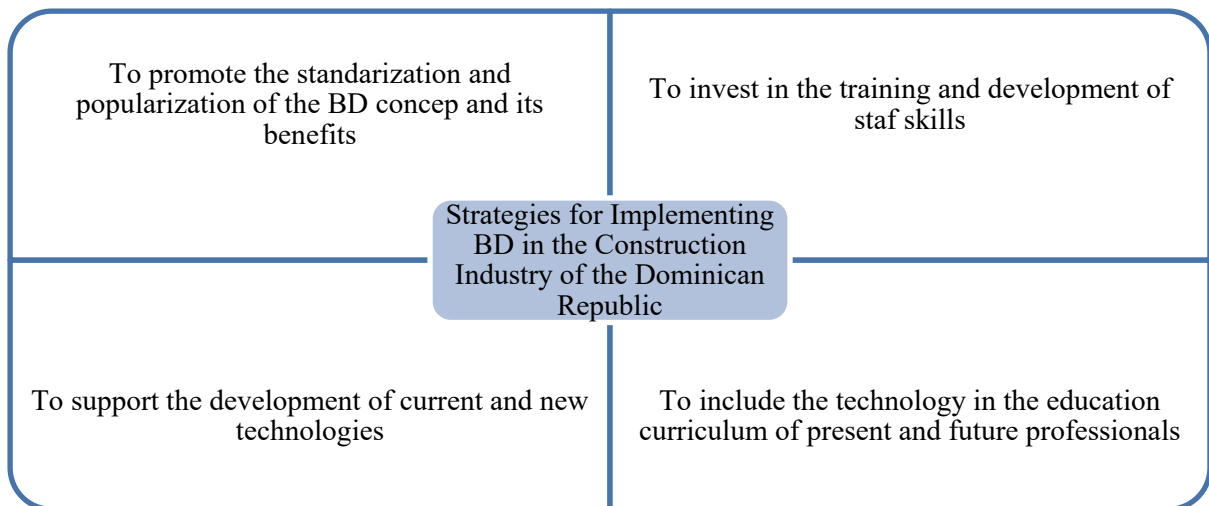 To promote the standarization and
popularization of the BD concep and its
benefits
To invest in the training and development of
staf skills
Strategies for Implementing
BD in the Construction
Industry of the Dominican
Republic
To support the development of current and new
technologies
To include the technology in the education
curriculum of present and future professionals